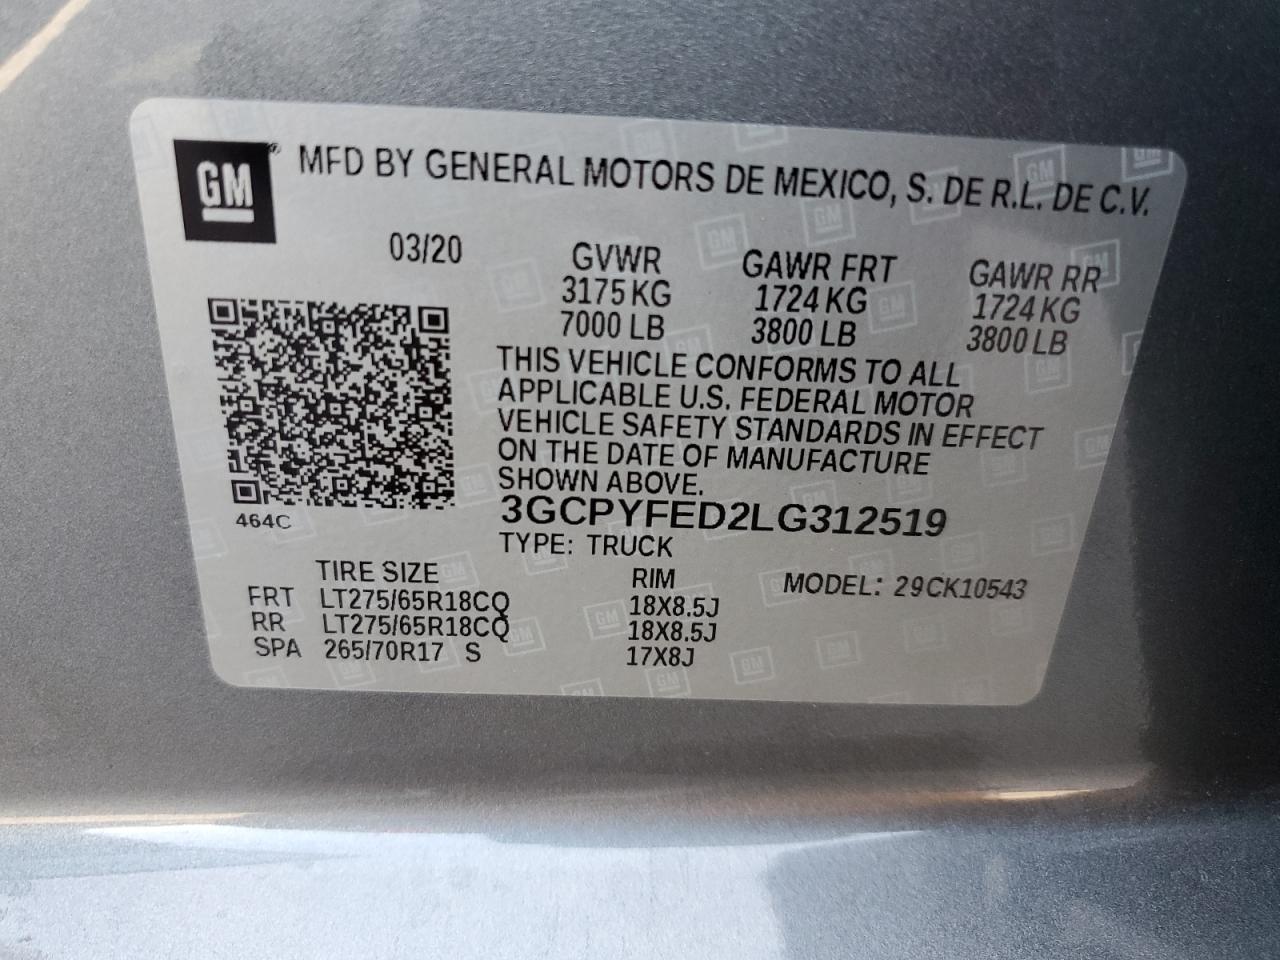 GM ® MFD BY GENERAL MOTORS DE MEXICO, S. DE R.L. DE C.V.
03/20
GVWR GAWR FRT GAWR RR
3175 KG 1724 KG 1724 KG
7000 LB 3800 LB 3800 LB
THIS VEHICLE CONFORMS TO ALL
APPLICABLE U.S. FEDERAL MOTOR
VEHICLE SAFETY STANDARDS IN EFFECT
ON THE DATE OF MANUFACTURE
SHOWN ABOVE.
464C
3GCPYFED2LG312519
TYPE: TRUCK
TIRE SIZE RIM MODEL: 29CK10543
FRT LT275/65R18CQ 18X8.5J
RR LT275/65R18CQ 18X8.5J
SPA 265/70R17 S 17X8J